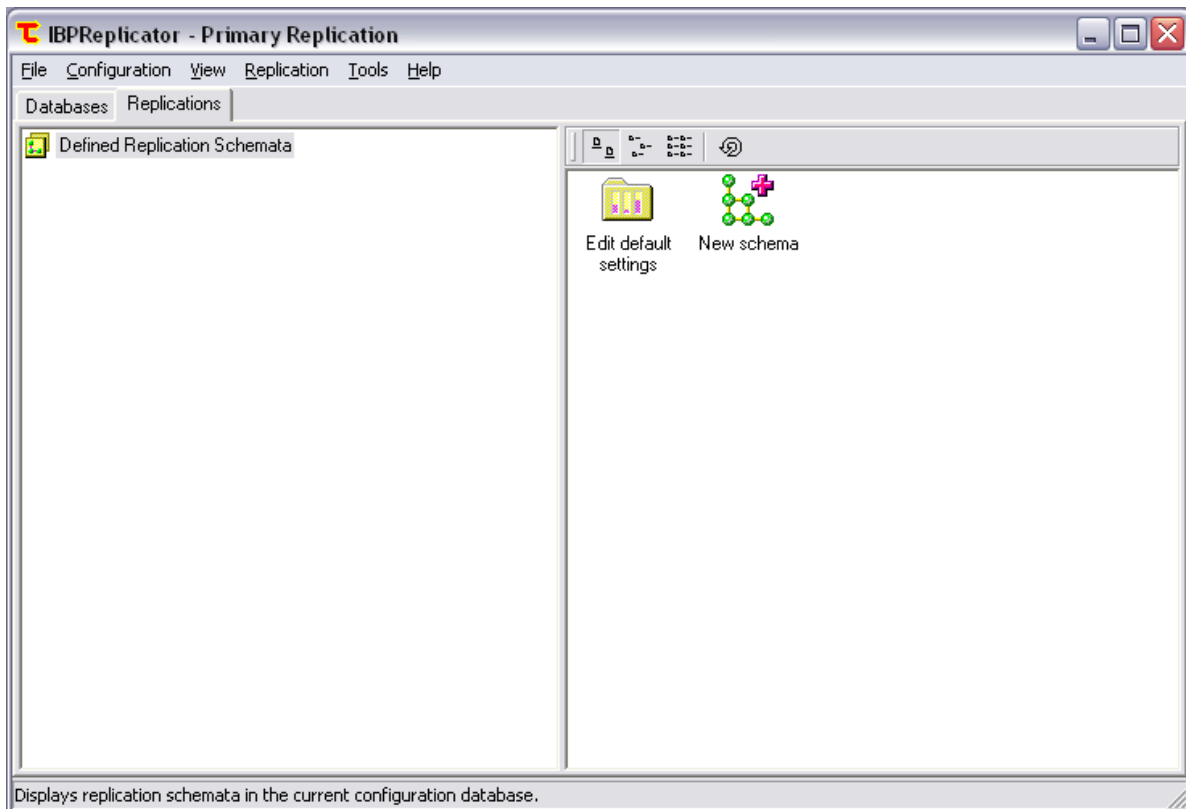 IBPReplicator - Primary Replication
File Configuration View Replication Tools Help
Databases Replications
Defined Replication Schemata
Edit default
settings
New schema
Displays replication schemata in the current configuration database.